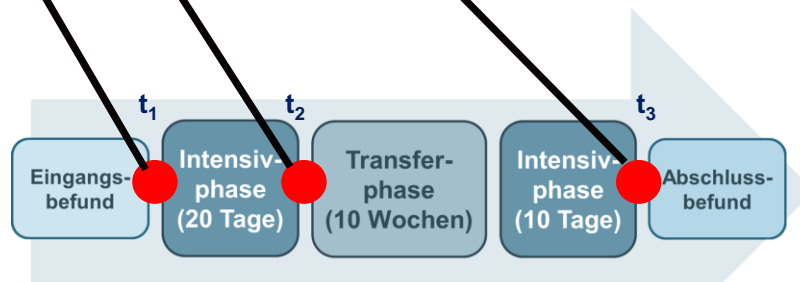 t1
t2
t3
Eingangs-
befund
Intensiv-
phase
(20 Tage)
Transfer-
phase
(10 Wochen)
Intensiv-
phase
(10 Tage)
Abschluss-
befund